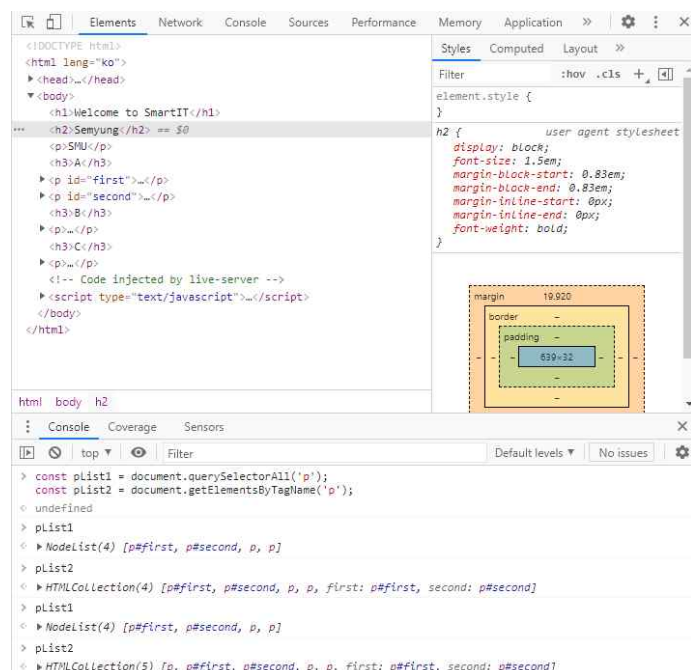 Elements Network Console Sources Performance Memory Application »
<!DOCTYPE html>
<html lang="ko">
<head>…</head>
<body>
<h1>Welcome to SmartIT</h1>
<h2>Semyung</h2> == $0
<p>SMU</p>
<h3>A</h3>
<p id="first">…</p>
<p id="second">…</p>
<h3>B</h3>
<p>…</p>
<h3>C</h3>
<p>…</p>
<!-- Code injected by live-server -->
<script type="text/javascript">…</script>
</body>
</html>
html body h2
Styles Computed Layout »
Filter :hov .cls +
element.style {
}
h2 { user agent stylesheet
display: block;
font-size: 1.5em;
margin-block-start: 0.83em;
margin-block-end: 0.83em;
margin-inline-start: 0px;
margin-inline-end: 0px;
font-weight: bold;
}
margin 19.920
border –
padding –
– – – 639×32 – – –
–
–
Console Coverage Sensors
top ▼ Filter Default levels ▼ No issues
> const pList1 = document.querySelectorAll('p');
const pList2 = document.getElementsByTagName('p');
< undefined
> pList1
< ▶ NodeList(4) [p#first, p#second, p, p]
> pList2
< ▶ HTMLCollection(4) [p#first, p#second, p, p, first: p#first, second: p#second]
> pList1
< ▶ NodeList(4) [p#first, p#second, p, p]
> pList2
< ▶ HTMLCollection(5) [p, p#first, p#second, p, p, first: p#first, second: p#second]